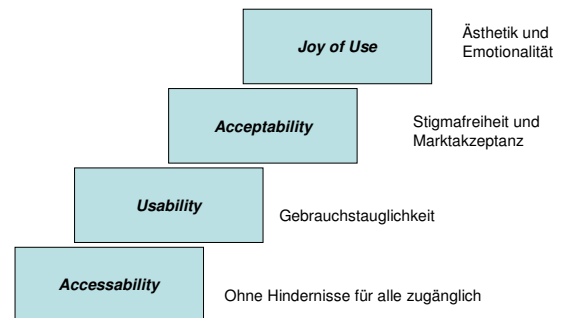 Joy of Use
Ästhetik und
Emotionalität
Acceptability
Stigmafreiheit und
Marktakzeptanz
Usability
Gebrauchstauglichkeit
Accessability
Ohne Hindernisse für alle zugänglich